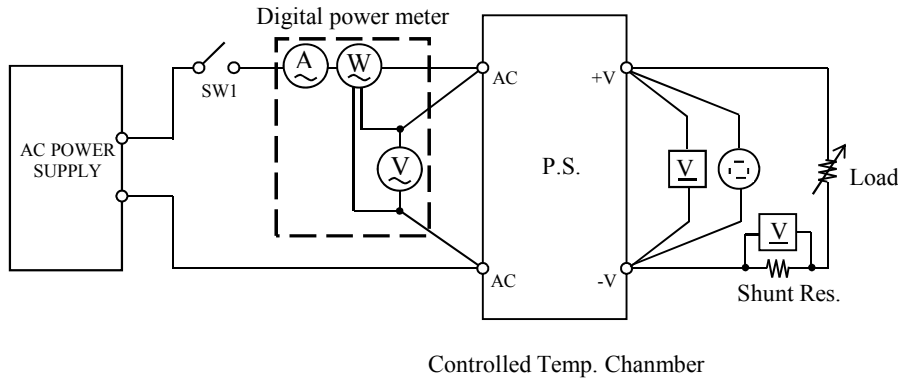 Digital power meter
A
W
SW1
AC
+V
AC POWER
SUPPLY
V
P.S.
V
Load
V
AC
-V
Shunt Res.
Controlled Temp. Chanmber